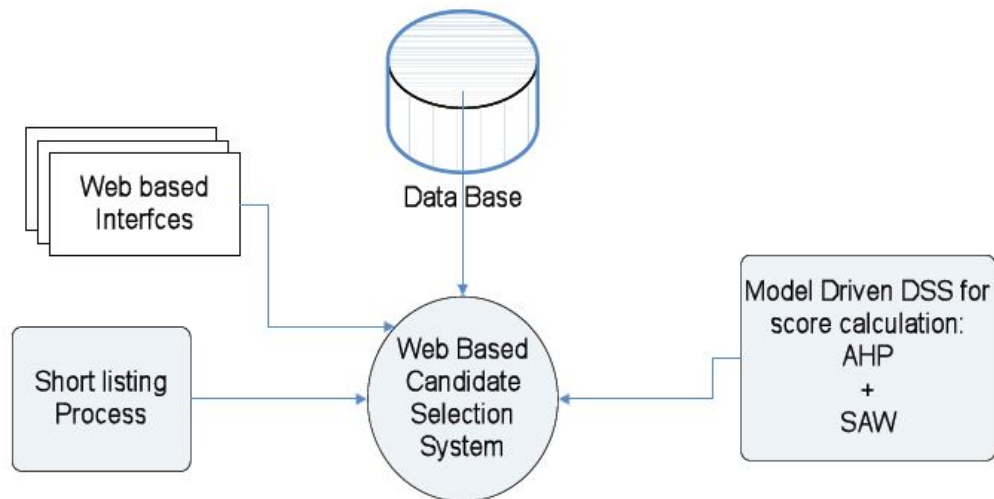 Data Base
Web based
Interfces
Short listing
Process
Web Based
Candidate
Selection
System
Model Driven DSS for
score calculation:
AHP
+
SAW